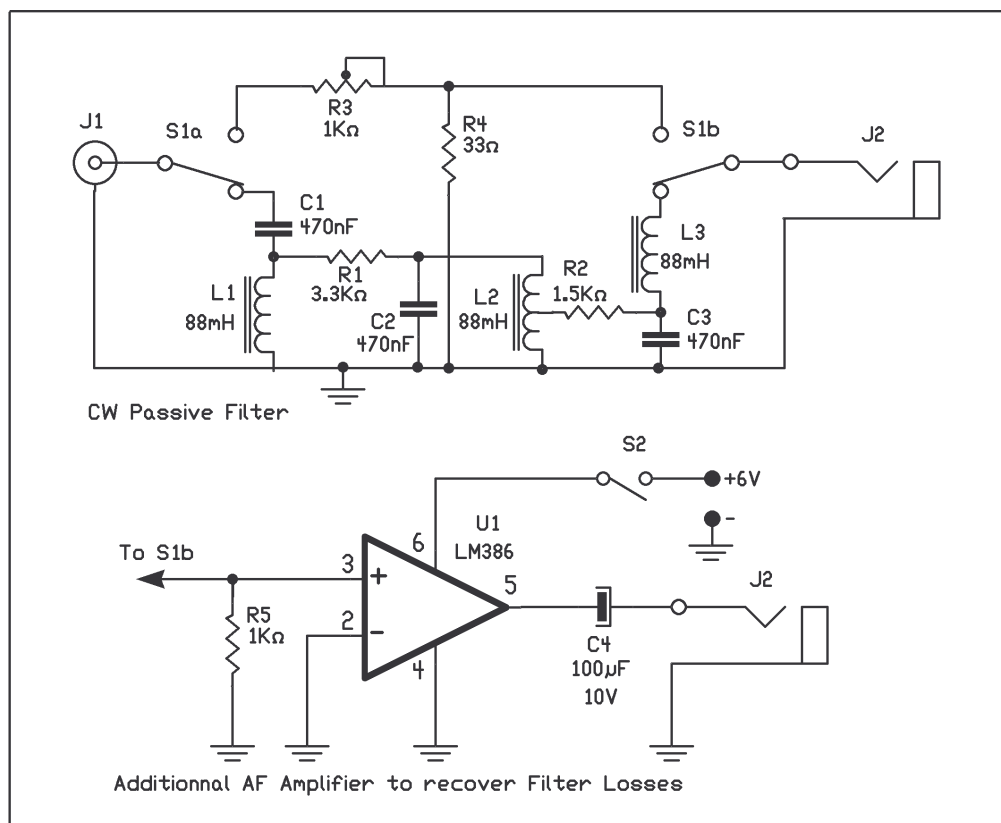 R3
1KΩ
J1
S1a
R4
33Ω
S1b
J2
C1
470nF
L3
88mH
R1
3.3KΩ
R2
1.5KΩ
L1
88mH
C2
470nF
L2
88mH
C3
470nF
CW Passive Filter
S2
+6V
-
U1
LM386
To S1b
6
3
+
5
2
-
4
R5
1KΩ
J2
C4
100µF
10V
Additionnal AF Amplifier to recover Filter Losses